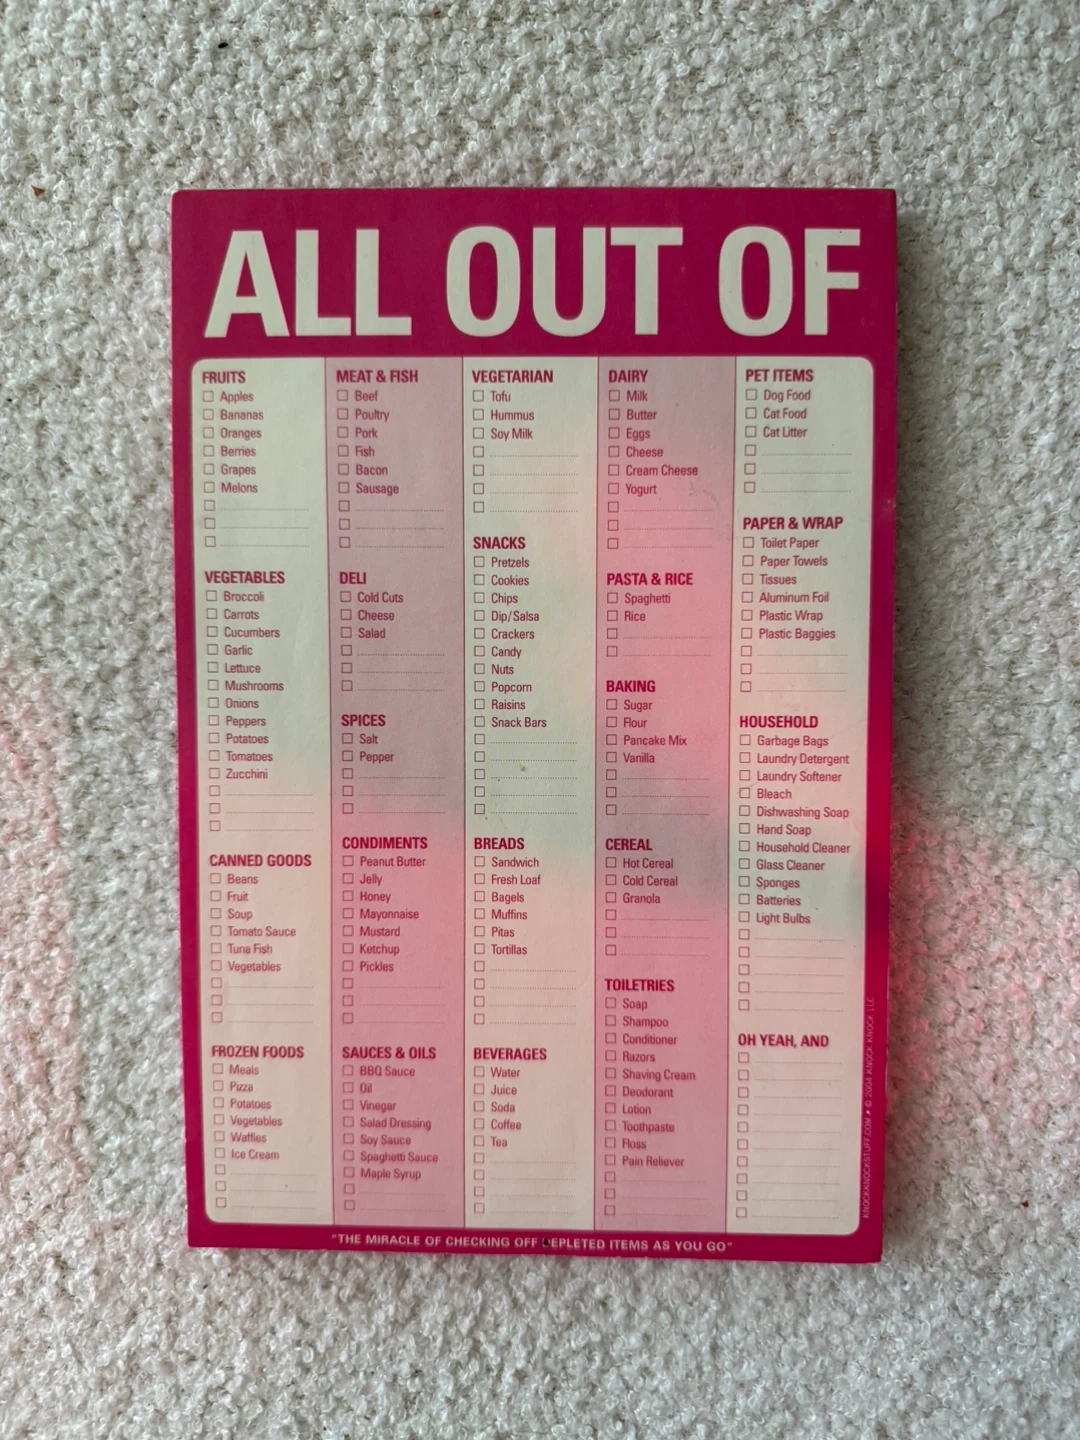 ALL OUT OF
FRUITS
Apples
Bananas
Oranges
Berries
Grapes
Melons
VEGETABLES
Broccoli
Carrots
Cucumbers
Garlic
Lettuce
Mushrooms
Onions
Peppers
Potatoes
Tomatoes
Zucchini
CANNED GOODS
Beans
Fruit
Soup
Tomato Sauce
Tuna Fish
Vegetables
FROZEN FOODS
Meals
Pizza
Potatoes
Vegetables
Waffles
Ice Cream
MEAT & FISH
Beef
Poultry
Pork
Fish
Bacon
Sausage
DELI
Cold Cuts
Cheese
Salad
SPICES
Salt
Pepper
CONDIMENTS
Peanut Butter
Jelly
Honey
Mayonnaise
Mustard
Ketchup
Pickles
SAUCES & OILS
BBQ Sauce
Oil
Vinegar
Salad Dressing
Soy Sauce
Spaghetti Sauce
Maple Syrup
VEGETARIAN
Tofu
Hummus
Soy Milk
SNACKS
Pretzels
Cookies
Chips
Dip/Salsa
Crackers
Candy
Nuts
Popcorn
Raisins
Snack Bars
BREADS
Sandwich
Fresh Loaf
Bagels
Muffins
Pitas
Tortillas
BEVERAGES
Water
Juice
Soda
Coffee
Tea
DAIRY
Milk
Butter
Eggs
Cheese
Cream Cheese
Yogurt
PASTA & RICE
Spaghetti
Rice
BAKING
Sugar
Flour
Pancake Mix
Vanilla
CEREAL
Hot Cereal
Cold Cereal
Granola
TOILETRIES
Soap
Shampoo
Conditioner
Razors
Shaving Cream
Deodorant
Lotion
Toothpaste
Floss
Pain Reliever
PET ITEMS
Dog Food
Cat Food
Cat Litter
PAPER & WRAP
Toilet Paper
Paper Towels
Tissues
Aluminum Foil
Plastic Wrap
Plastic Baggies
HOUSEHOLD
Garbage Bags
Laundry Detergent
Laundry Softener
Bleach
Dishwashing Soap
Hand Soap
Household Cleaner
Glass Cleaner
Sponges
Batteries
Light Bulbs
OH YEAH, AND
KNOCKKNOCKSTUFF.COM • © 2004 KNOCK KNOCK LLC
"THE MIRACLE OF CHECKING OFF DEPLETED ITEMS AS YOU GO"